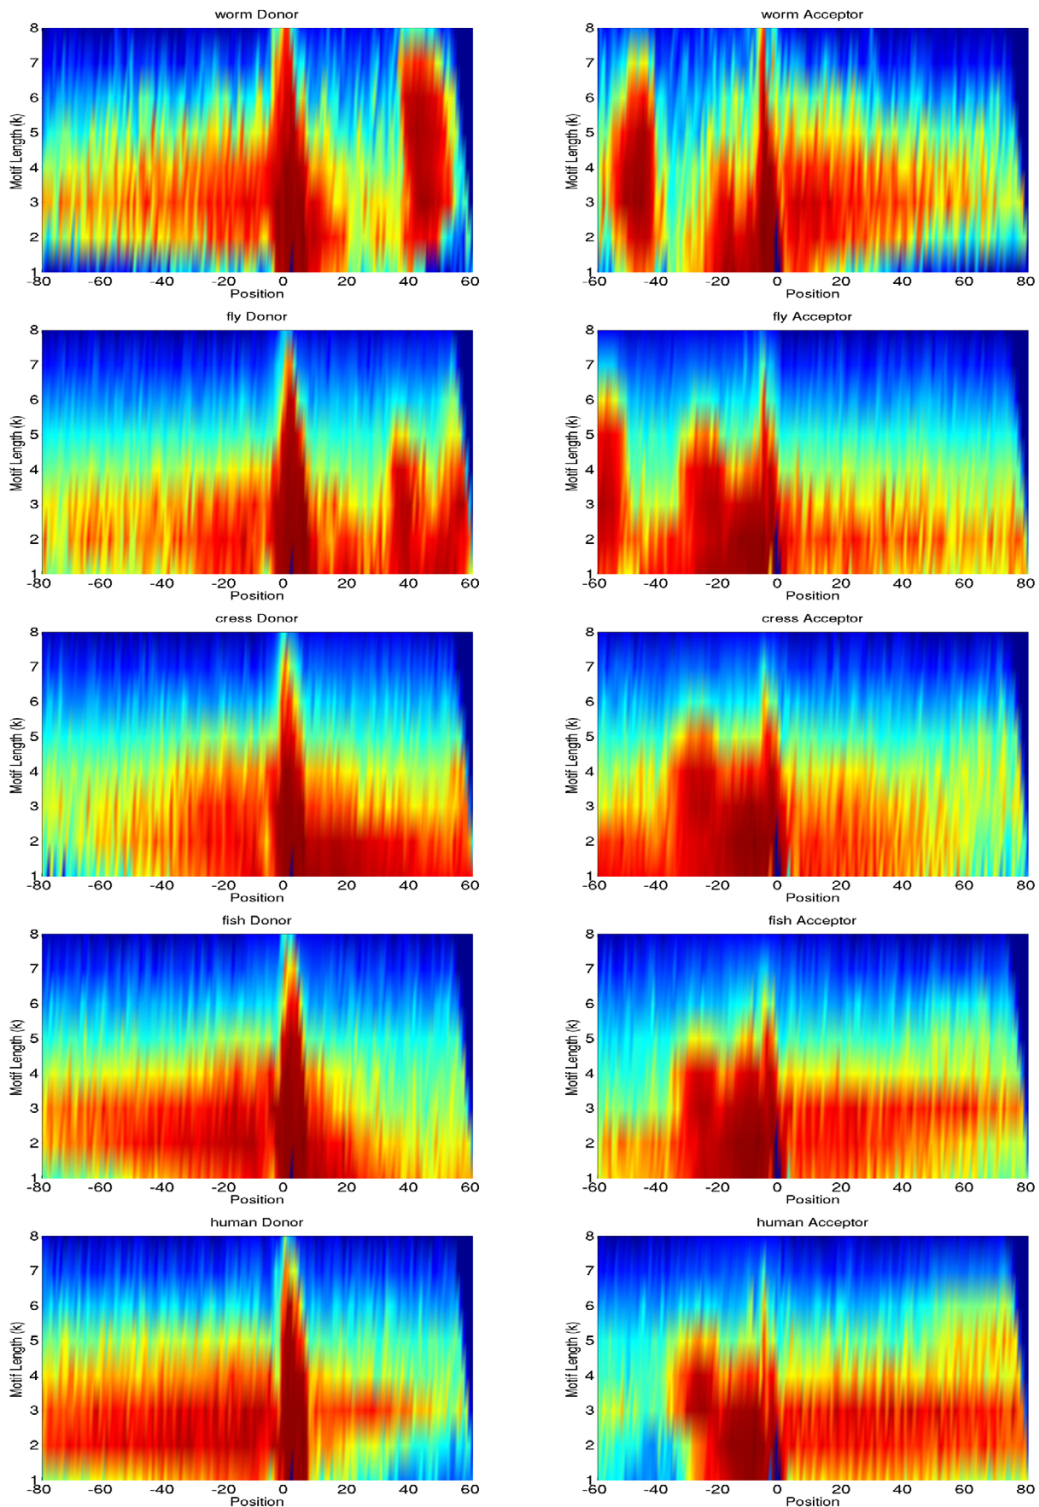 worm Donor
8
7
6
5
4
3
2
1
Motif Length (k)
-80 -60 -40 -20 0 20 40 60
Position
worm Acceptor
8
7
6
5
4
3
2
1
Motif Length (k)
-60 -40 -20 0 20 40 60 80
Position
fly Donor
8
7
6
5
4
3
2
1
Motif Length (k)
-80 -60 -40 -20 0 20 40 60
Position
fly Acceptor
8
7
6
5
4
3
2
1
Motif Length (k)
-60 -40 -20 0 20 40 60 80
Position
cress Donor
8
7
6
5
4
3
2
1
Motif Length (k)
-80 -60 -40 -20 0 20 40 60
Position
cress Acceptor
8
7
6
5
4
3
2
1
Motif Length (k)
-60 -40 -20 0 20 40 60 80
Position
fish Donor
8
7
6
5
4
3
2
1
Motif Length (k)
-80 -60 -40 -20 0 20 40 60
Position
fish Acceptor
8
7
6
5
4
3
2
1
Motif Length (k)
-60 -40 -20 0 20 40 60 80
Position
human Donor
8
7
6
5
4
3
2
1
Motif Length (k)
-80 -60 -40 -20 0 20 40 60
Position
human Acceptor
8
7
6
5
4
3
2
1
Motif Length (k)
-60 -40 -20 0 20 40 60 80
Position